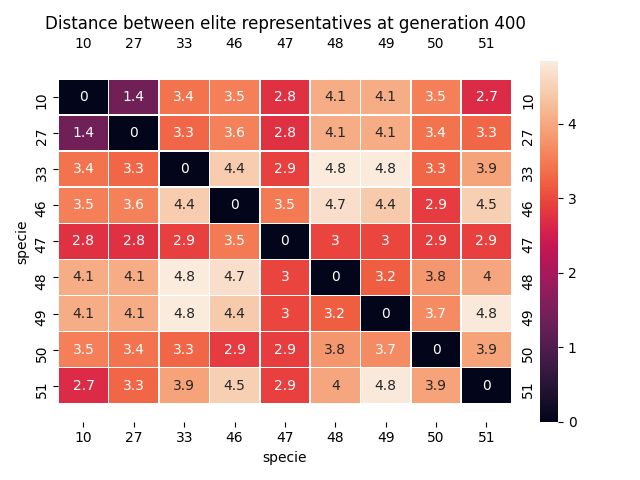 Distance between elite representatives at generation 400
10 27 33 46 47 48 49 50 51
10 0 1.4 3.4 3.5 2.8 4.1 4.1 3.5 2.7 10
27 1.4 0 3.3 3.6 2.8 4.1 4.1 3.4 3.3 27
33 3.4 3.3 0 4.4 2.9 4.8 4.8 3.3 3.9 33
46 3.5 3.6 4.4 0 3.5 4.7 4.4 2.9 4.5 46
47 2.8 2.8 2.9 3.5 0 3 3 2.9 2.9 47
48 4.1 4.1 4.8 4.7 3 0 3.2 3.8 4 48
49 4.1 4.1 4.8 4.4 3 3.2 0 3.7 4.8 49
50 3.5 3.4 3.3 2.9 2.9 3.8 3.7 0 3.9 50
51 2.7 3.3 3.9 4.5 2.9 4 4.8 3.9 0 51
10 27 33 46 47 48 49 50 51
specie
specie
4
3
2
1
0